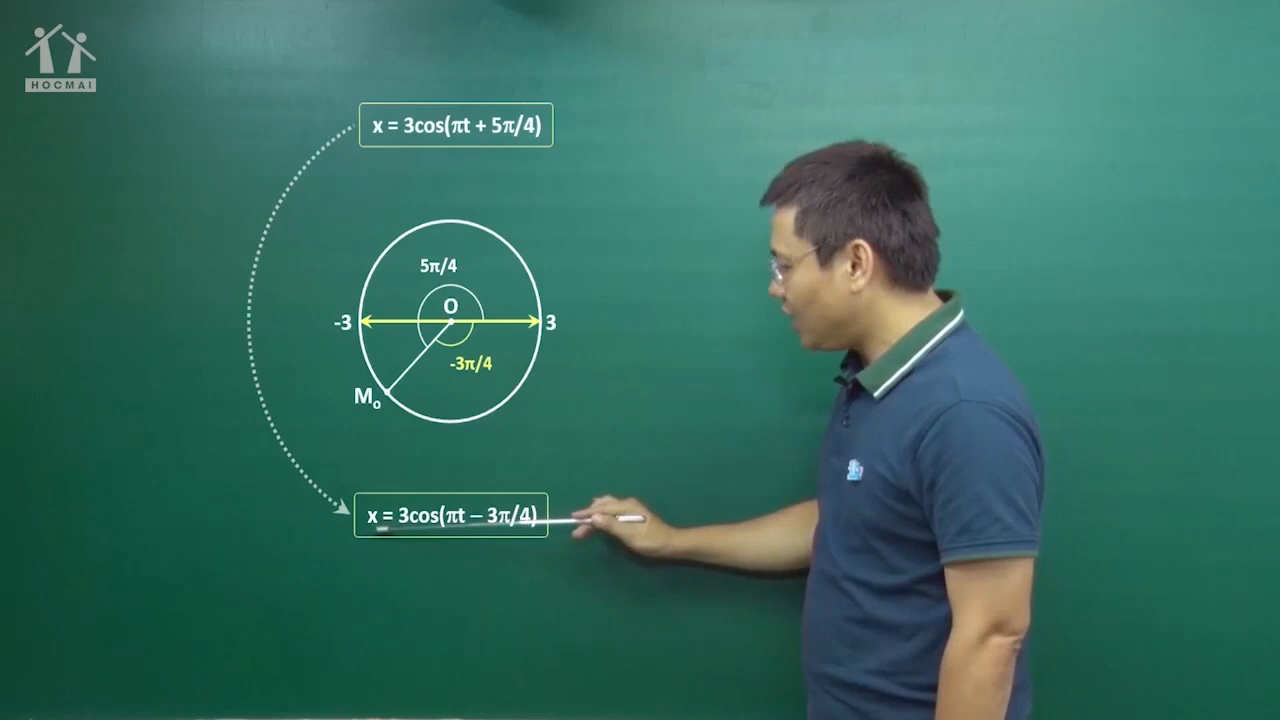 HOCMAI
x = 3cos(πt + 5π/4)
5π/4
O
-3
3
-3π/4
Mo
x = 3cos(πt − 3π/4)